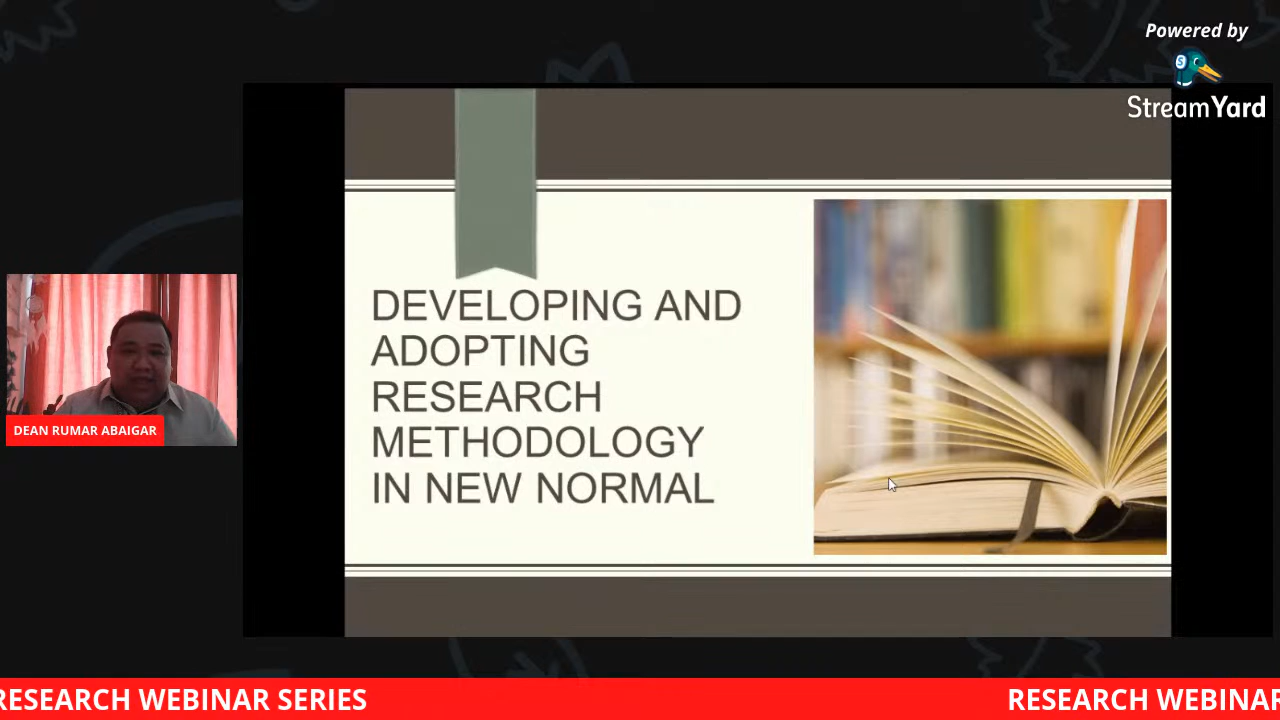 Powered by
StreamYard
DEVELOPING AND
ADOPTING
RESEARCH
METHODOLOGY
IN NEW NORMAL
DEAN RUMAR ABAIGAR
RESEARCH WEBINAR SERIES
RESEARCH WEBINAR